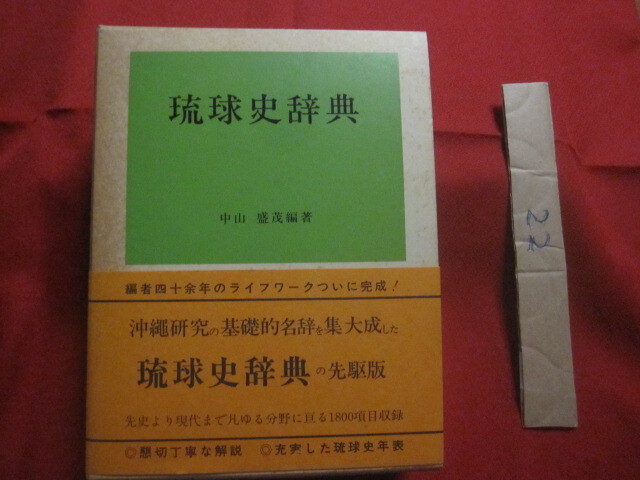 琉球史辞典
中山 盛茂編著
編者四十余年のライフワークついに完成！
沖縄研究の基礎的名辞を集大成した
琉球史辞典の先駆版
先史より現代まで凡ゆる分野に亘る1800項目収録
◎懇切丁寧な解説 ◎充実した琉球史年表
22